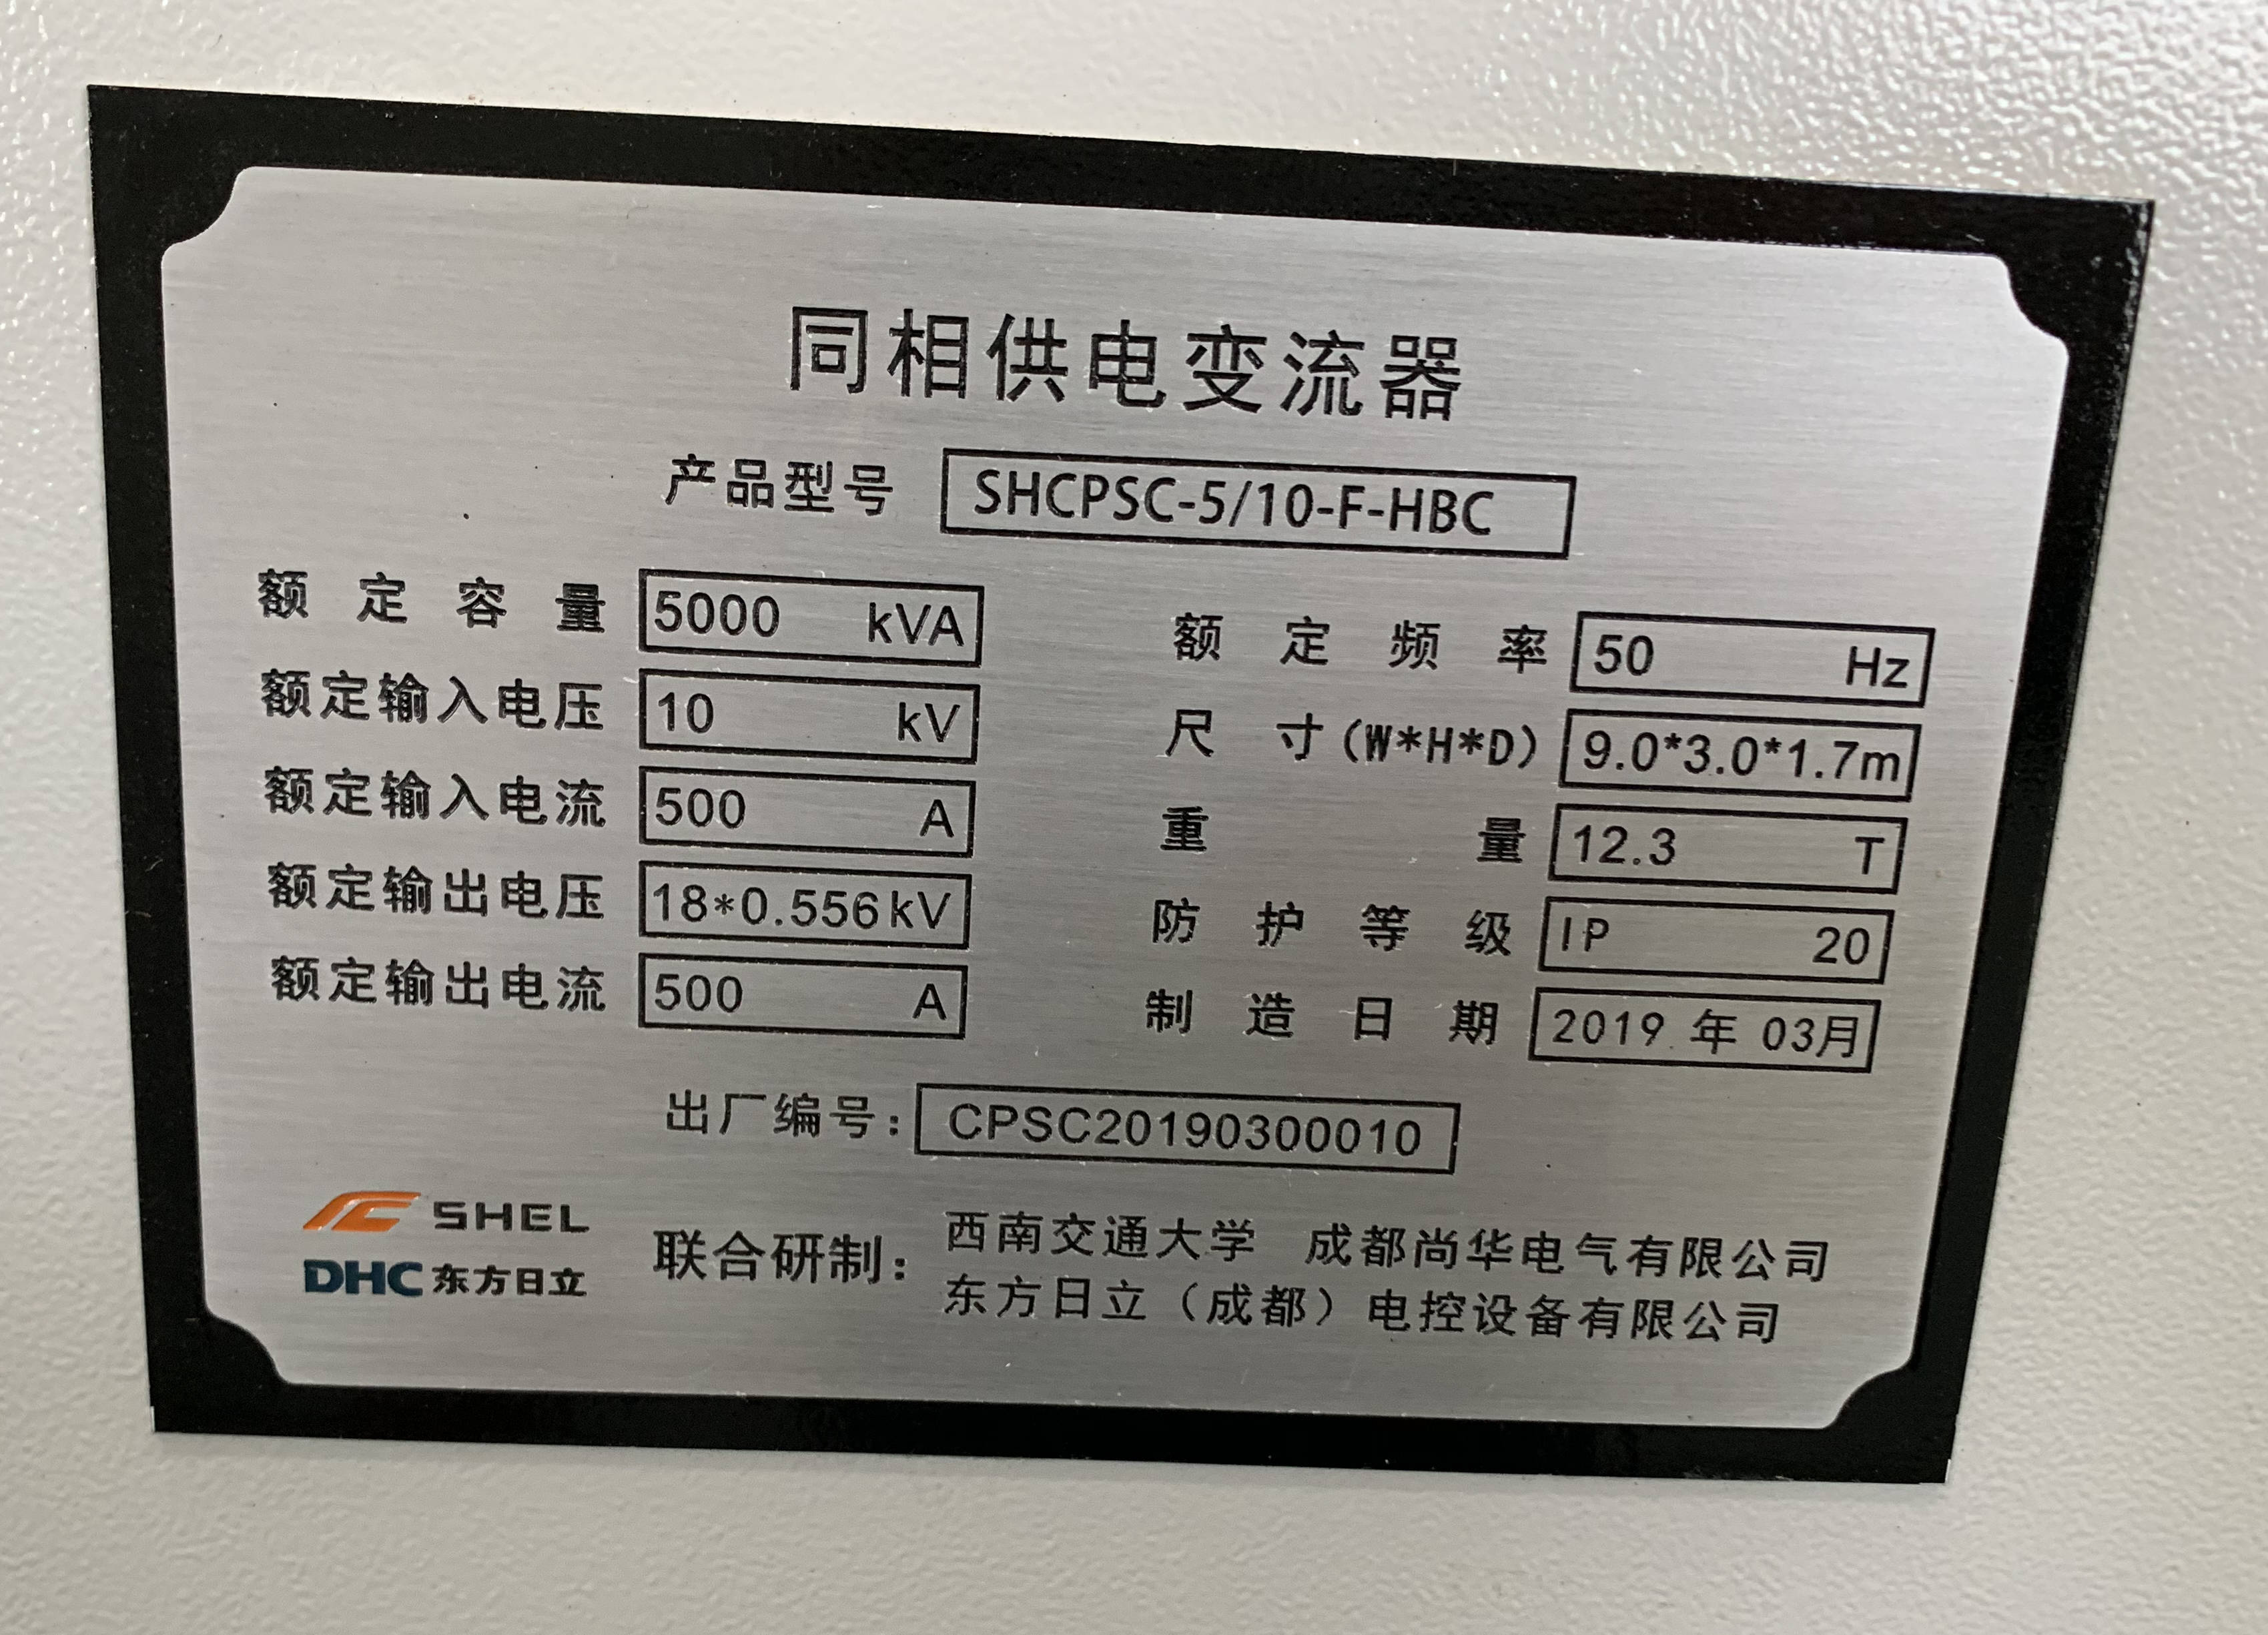 同相供电变流器
产品型号 SHCPSC-5/10-F-HBC
额定容量 5000 kVA
额定输入电压 10 kV
额定输入电流 500 A
额定输出电压 18*0.556kV
额定输出电流 500 A
额定频率 50 Hz
尺寸(W*H*D) 9.0*3.0*1.7m
重量 12.3 T
防护等级 IP 20
制造日期 2019 年 03月
出厂编号: CPSC20190300010
SHEL
DHC 东方日立
联合研制:
西南交通大学 成都尚华电气有限公司
东方日立（成都）电控设备有限公司